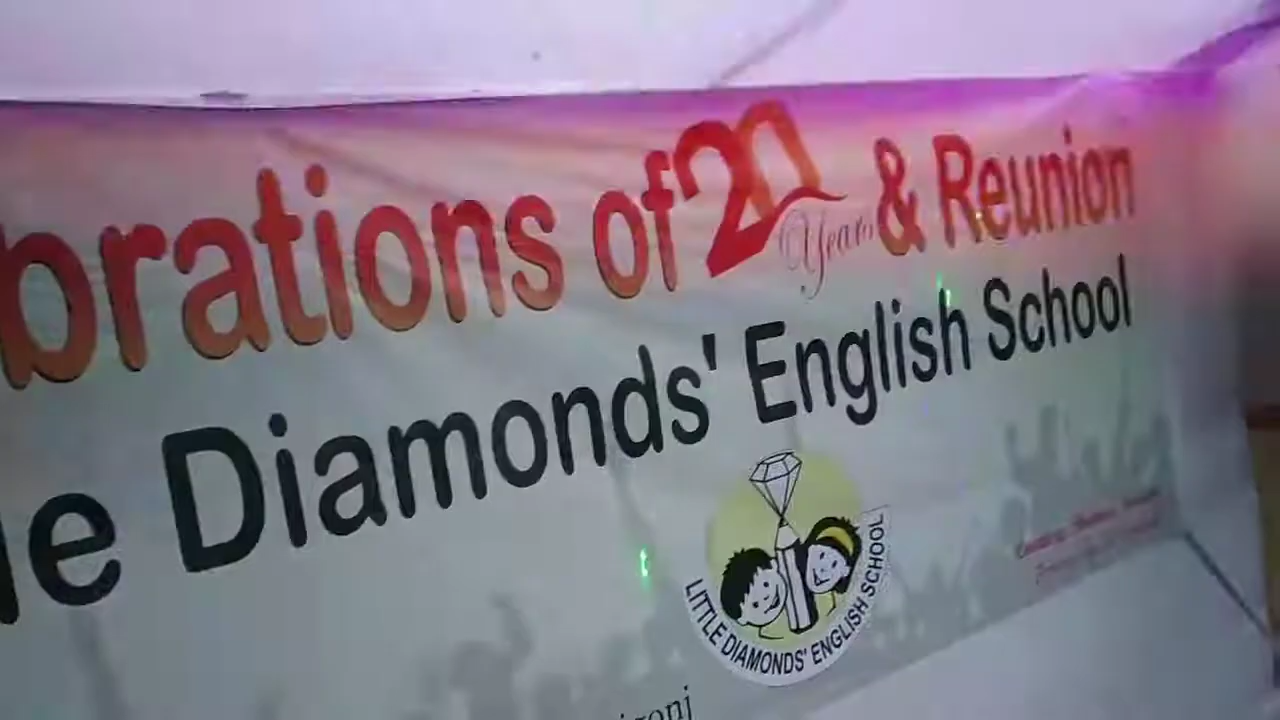 brations of 20 Years & Reunion
le Diamonds' English School
LITTLE DIAMONDS' ENGLISH SCHOOL